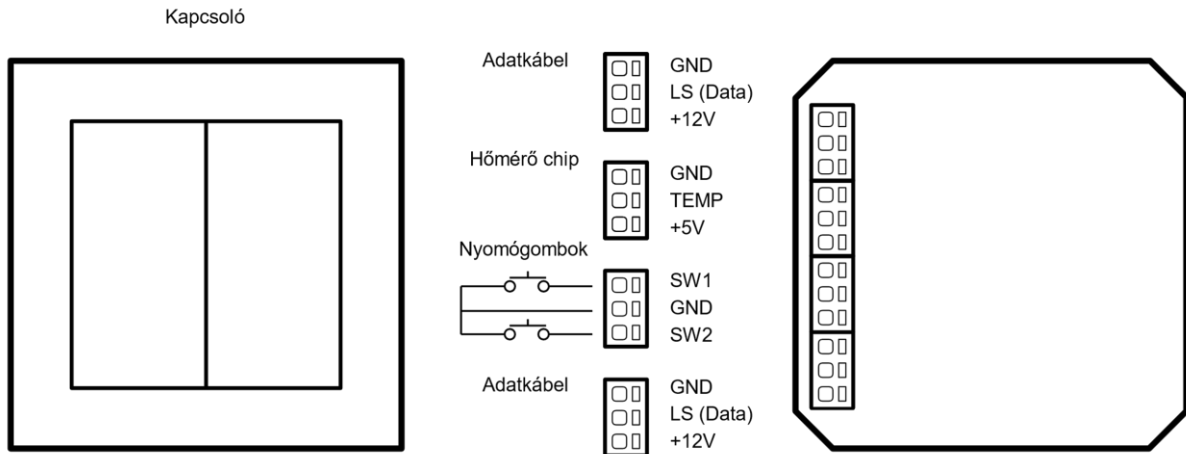 Kapcsoló
Adatkábel
GND
LS (Data)
+12V
Hőmérő chip
GND
TEMP
+5V
Nyomógombok
SW1
GND
SW2
Adatkábel
GND
LS (Data)
+12V